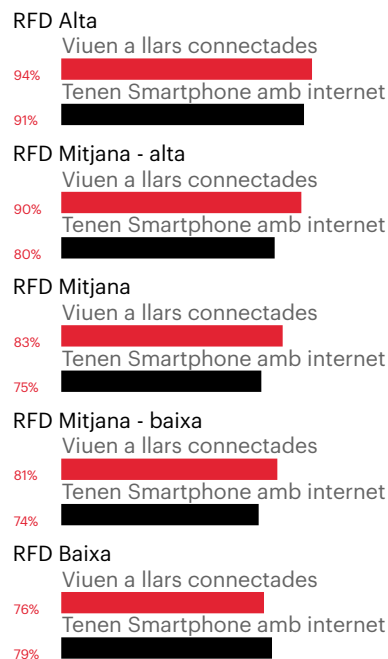 RFD Alta
Viuen a llars connectades
94%
Tenen Smartphone amb internet
91%
RFD Mitjana - alta
Viuen a llars connectades
90%
Tenen Smartphone amb internet
80%
RFD Mitjana
Viuen a llars connectades
83%
Tenen Smartphone amb internet
75%
RFD Mitjana - baixa
Viuen a llars connectades
81%
Tenen Smartphone amb internet
74%
RFD Baixa
Viuen a llars connectades
76%
Tenen Smartphone amb internet
79%